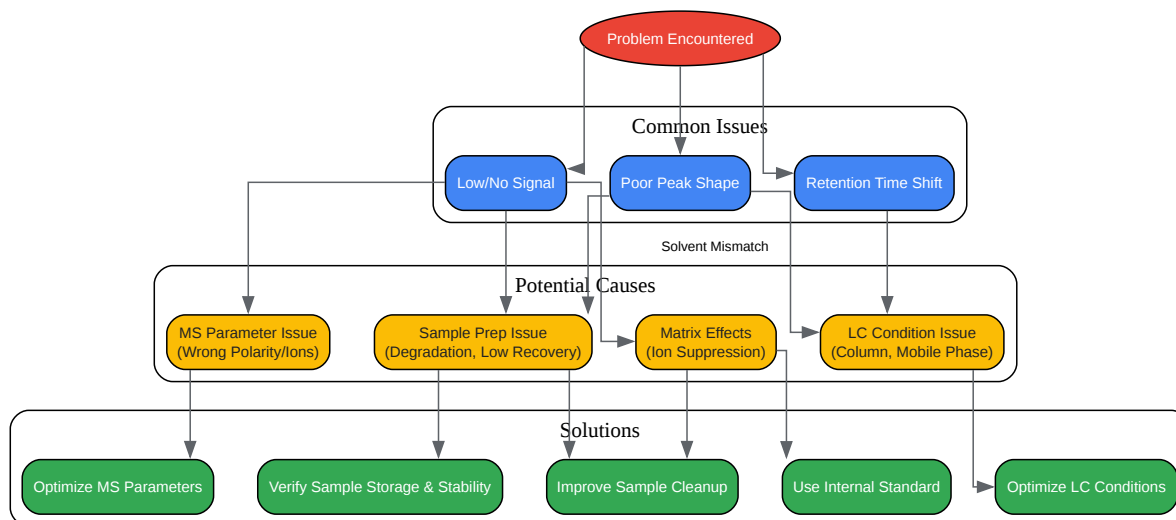 Problem Encountered
Common Issues
Low/No Signal
Poor Peak Shape
Retention Time Shift
Solvent Mismatch
Potential Causes
MS Parameter Issue
(Wrong Polarity/Ions)
Sample Prep Issue
(Degradation, Low Recovery)
Matrix Effects
(Ion Suppression)
LC Condition Issue
(Column, Mobile Phase)
Solutions
Optimize MS Parameters
Verify Sample Storage & Stability
Improve Sample Cleanup
Use Internal Standard
Optimize LC Conditions